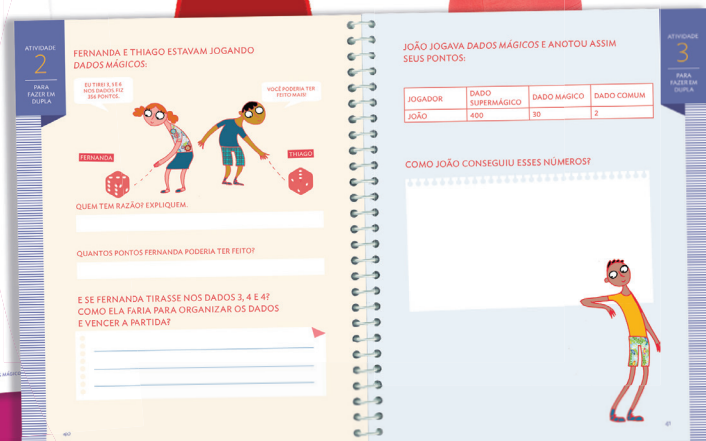 ATIVIDADE
2
PARA
FAZER EM
DUPLA
FERNANDA E THIAGO ESTAVAM JOGANDO
DADOS MÁGICOS:
EU TIREI 3, 5 E 6
NOS DADOS. FIZ
356 PONTOS.
VOCÊ PODERIA TER
FEITO MAIS!
FERNANDA
THIAGO
QUEM TEM RAZÃO? EXPLIQUEM.
QUANTOS PONTOS FERNANDA PODERIA TER FEITO?
E SE FERNANDA TIRASSE NOS DADOS 3, 4 E 4?
COMO ELA FARIA PARA ORGANIZAR OS DADOS
E VENCER A PARTIDA?
JOÃO JOGAVA DADOS MÁGICOS E ANOTOU ASSIM
SEUS PONTOS:
JOGADOR DADO SUPERMÁGICO DADO MAGICO DADO COMUM
JOÃO 400 30 2
COMO JOÃO CONSEGUIU ESSES NÚMEROS?
ATIVIDADE
3
PARA
FAZER EM
DUPLA